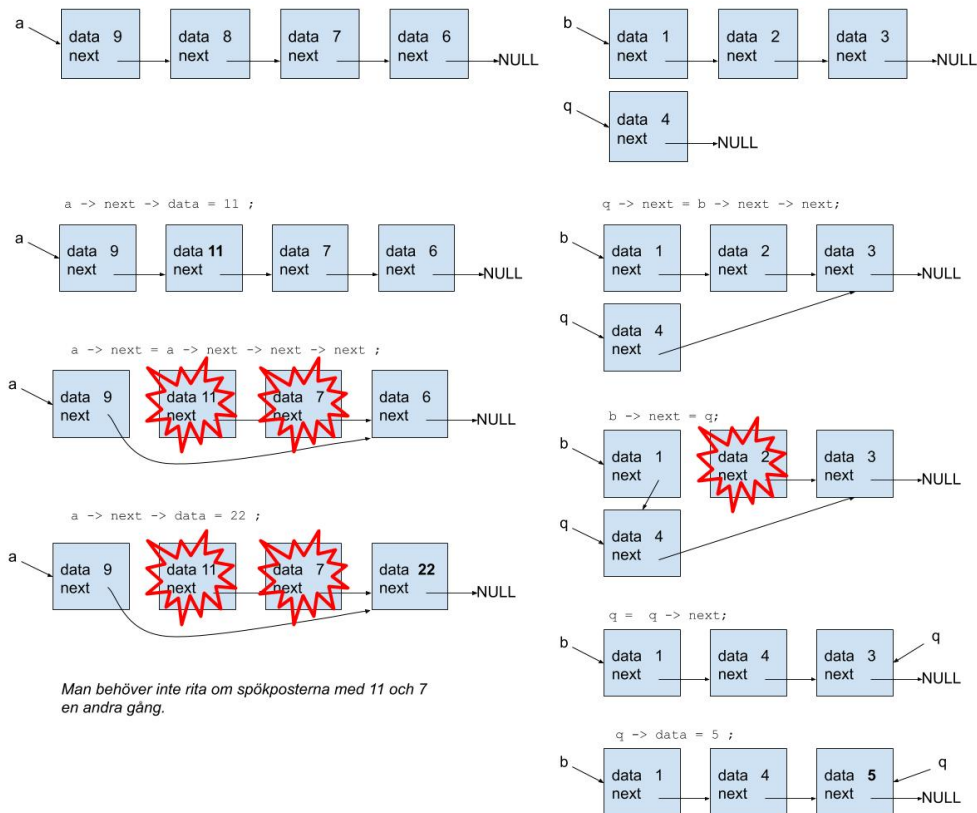 a
data 9
next
data 8
next
data 7
next
data 6
next
NULL
b
data 1
next
data 2
next
data 3
next
NULL
q
data 4
next
NULL
a -> next -> data = 11 ;
a
data 9
next
data 11
next
data 7
next
data 6
next
NULL
a -> next = a -> next -> next -> next ;
a
data 9
next
data 11
next
data 7
next
data 6
next
NULL
a -> next -> data = 22 ;
a
data 9
next
data 11
next
data 7
next
data 22
next
NULL
Man behöver inte rita om spökposterna med 11 och 7
en andra gång.
q -> next = b -> next -> next;
b
data 1
next
data 2
next
data 3
next
NULL
q
data 4
next
b -> next = q;
b
data 1
next
data 2
next
data 3
next
NULL
q
data 4
next
q = q -> next;
b
data 1
next
data 4
next
data 3
next
q
NULL
q -> data = 5 ;
b
data 1
next
data 4
next
data 5
next
q
NULL